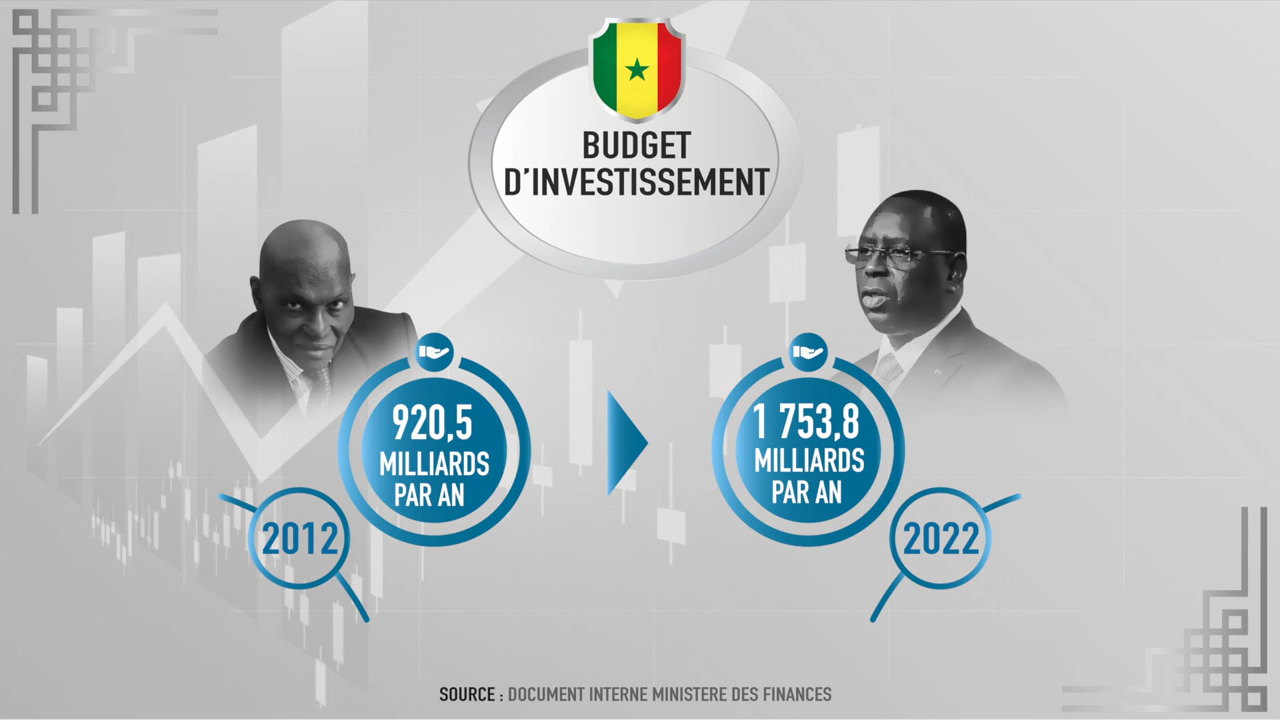 BUDGET
D'INVESTISSEMENT
920,5
MILLIARDS
PAR AN
2012
1 753,8
MILLIARDS
PAR AN
2022
SOURCE : DOCUMENT INTERNE MINISTERE DES FINANCES